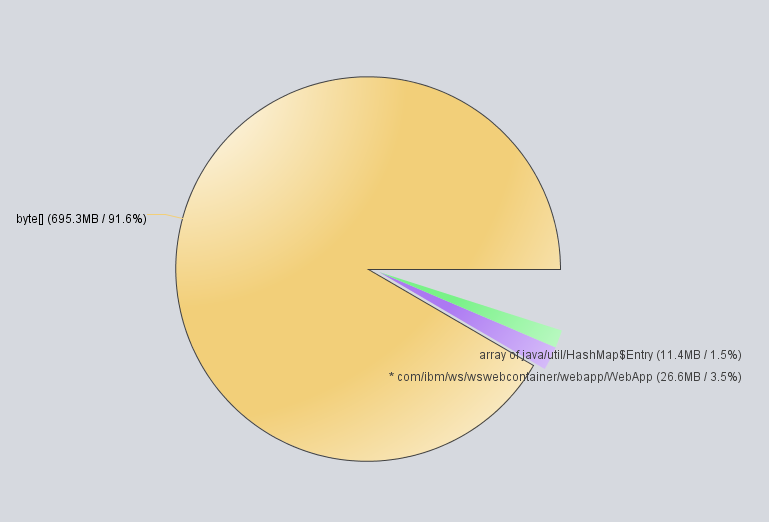 byte[] (695.3MB / 91.6%)
array of java/util/HashMap$Entry (11.4MB / 1.5%)
* com/ibm/ws/wswebcontainer/webapp/WebApp (26.6MB / 3.5%)